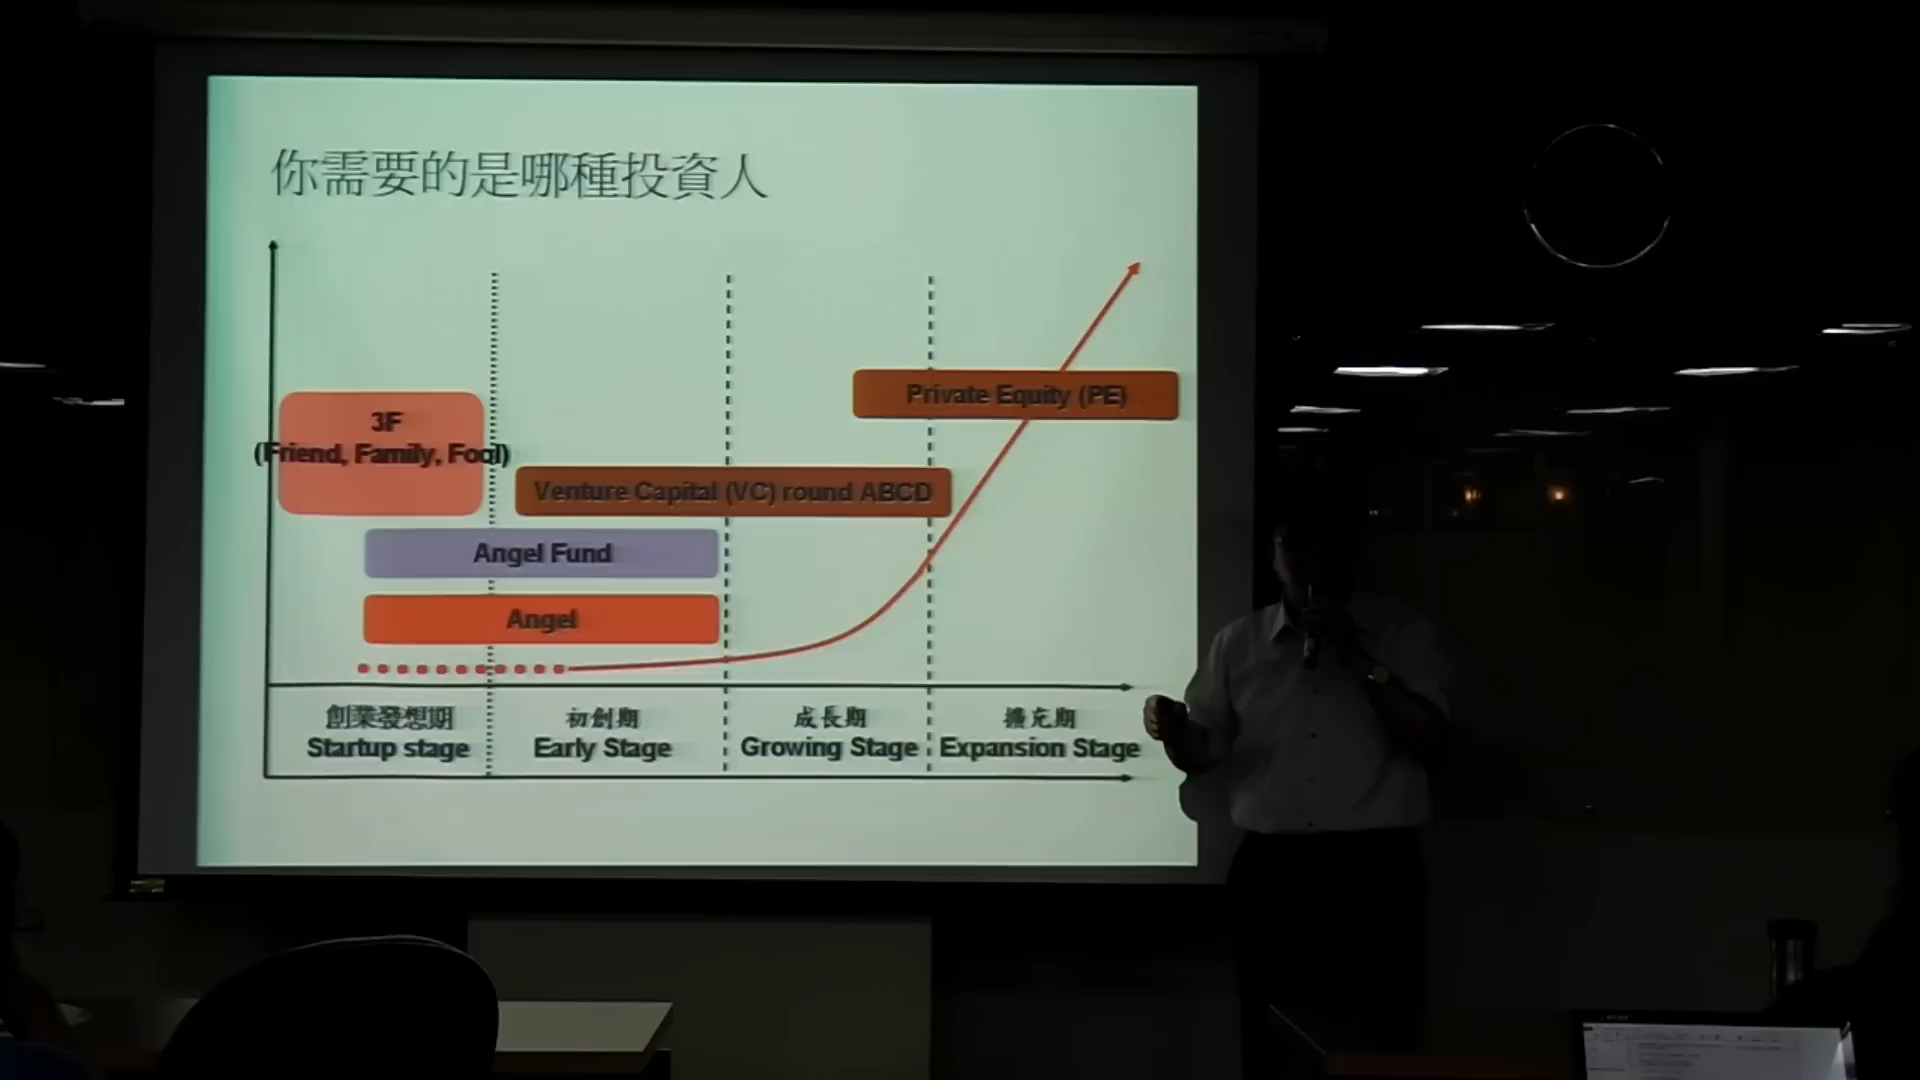 你需要的是哪種投資人
Private Equity (PE)
3F
(Friend, Family, Fool)
Venture Capital (VC) round ABCD
Angel Fund
Angel
創業發想期
Startup stage
初創期
Early Stage
成長期
Growing Stage
擴充期
Expansion Stage